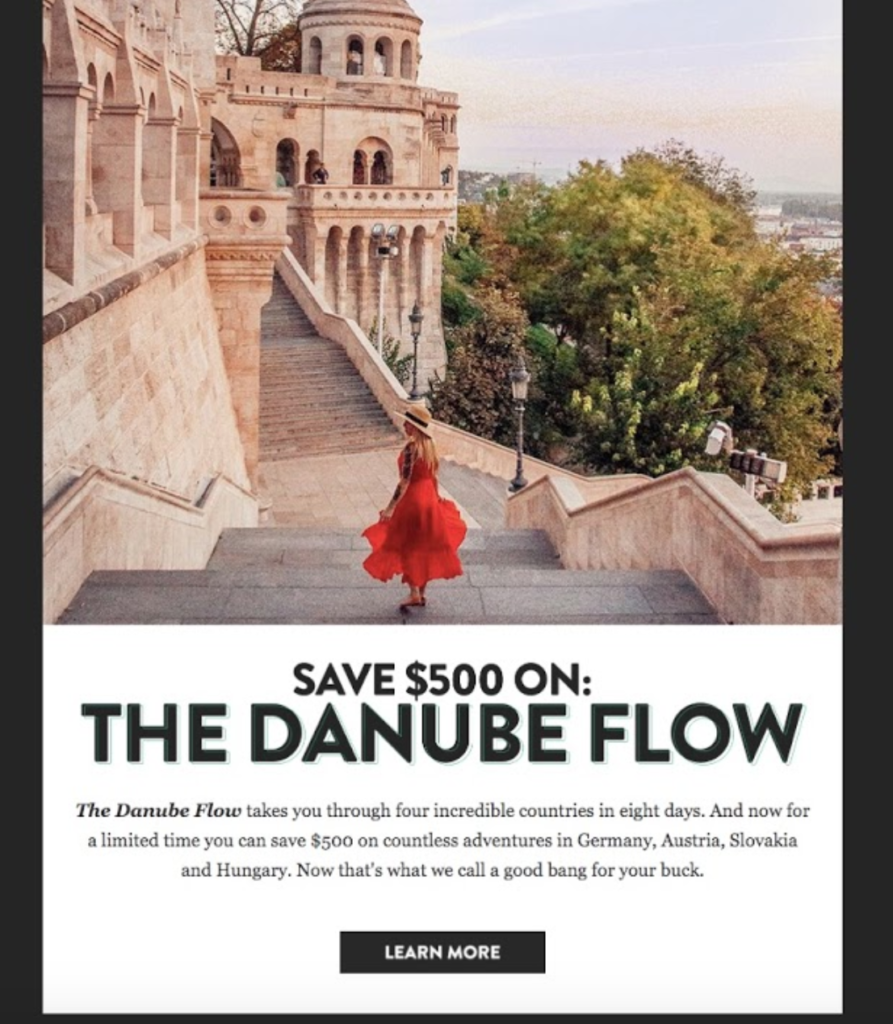 SAVE $500 ON:
THE DANUBE FLOW
The Danube Flow takes you through four incredible countries in eight days. And now for
a limited time you can save $500 on countless adventures in Germany, Austria, Slovakia
and Hungary. Now that's what we call a good bang for your buck.
LEARN MORE